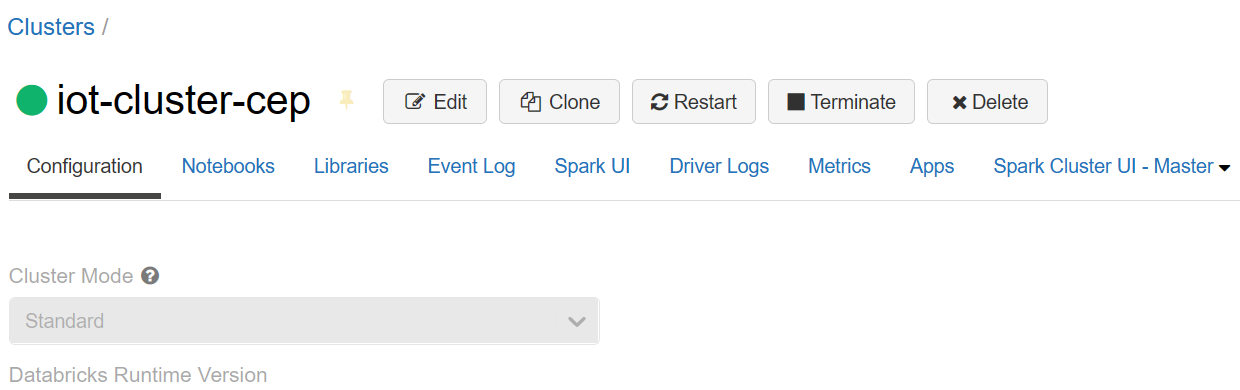 Clusters /
iot-cluster-cep Edit Clone Restart Terminate Delete
Configuration Notebooks Libraries Event Log Spark UI Driver Logs Metrics Apps Spark Cluster UI - Master
Cluster Mode ?
Standard
Databricks Runtime Version